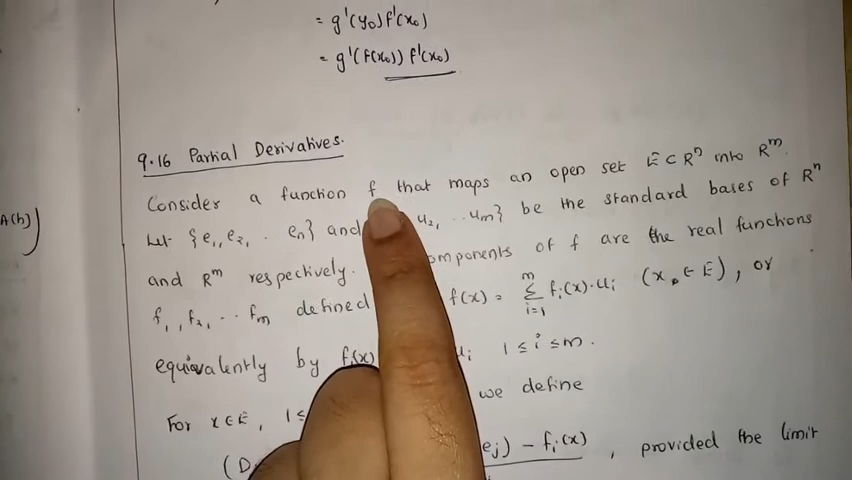 = g'(y₀) f'(x₀)
= g'(f(x₀)) f'(x₀)
A(h)
9.16 Partial Derivatives.
Consider a function f that maps an open set E ⊂ Rⁿ into Rᵐ.
Let {e₁, e₂, . eₙ} and u₂, .. uₘ} be the standard bases of Rⁿ
and Rᵐ respectively. omponents of f are the real functions
f₁, f₂, .. fₘ defined f(x) = Σᵢ₌₁ᵐ fᵢ(x).uᵢ (x ∈ E), or
equivalently by fᵢ(x) uᵢ 1 ≤ i ≤ m.
For x ∈ E, 1 ≤ we define
(D eⱼ) - fᵢ(x) , provided the limit